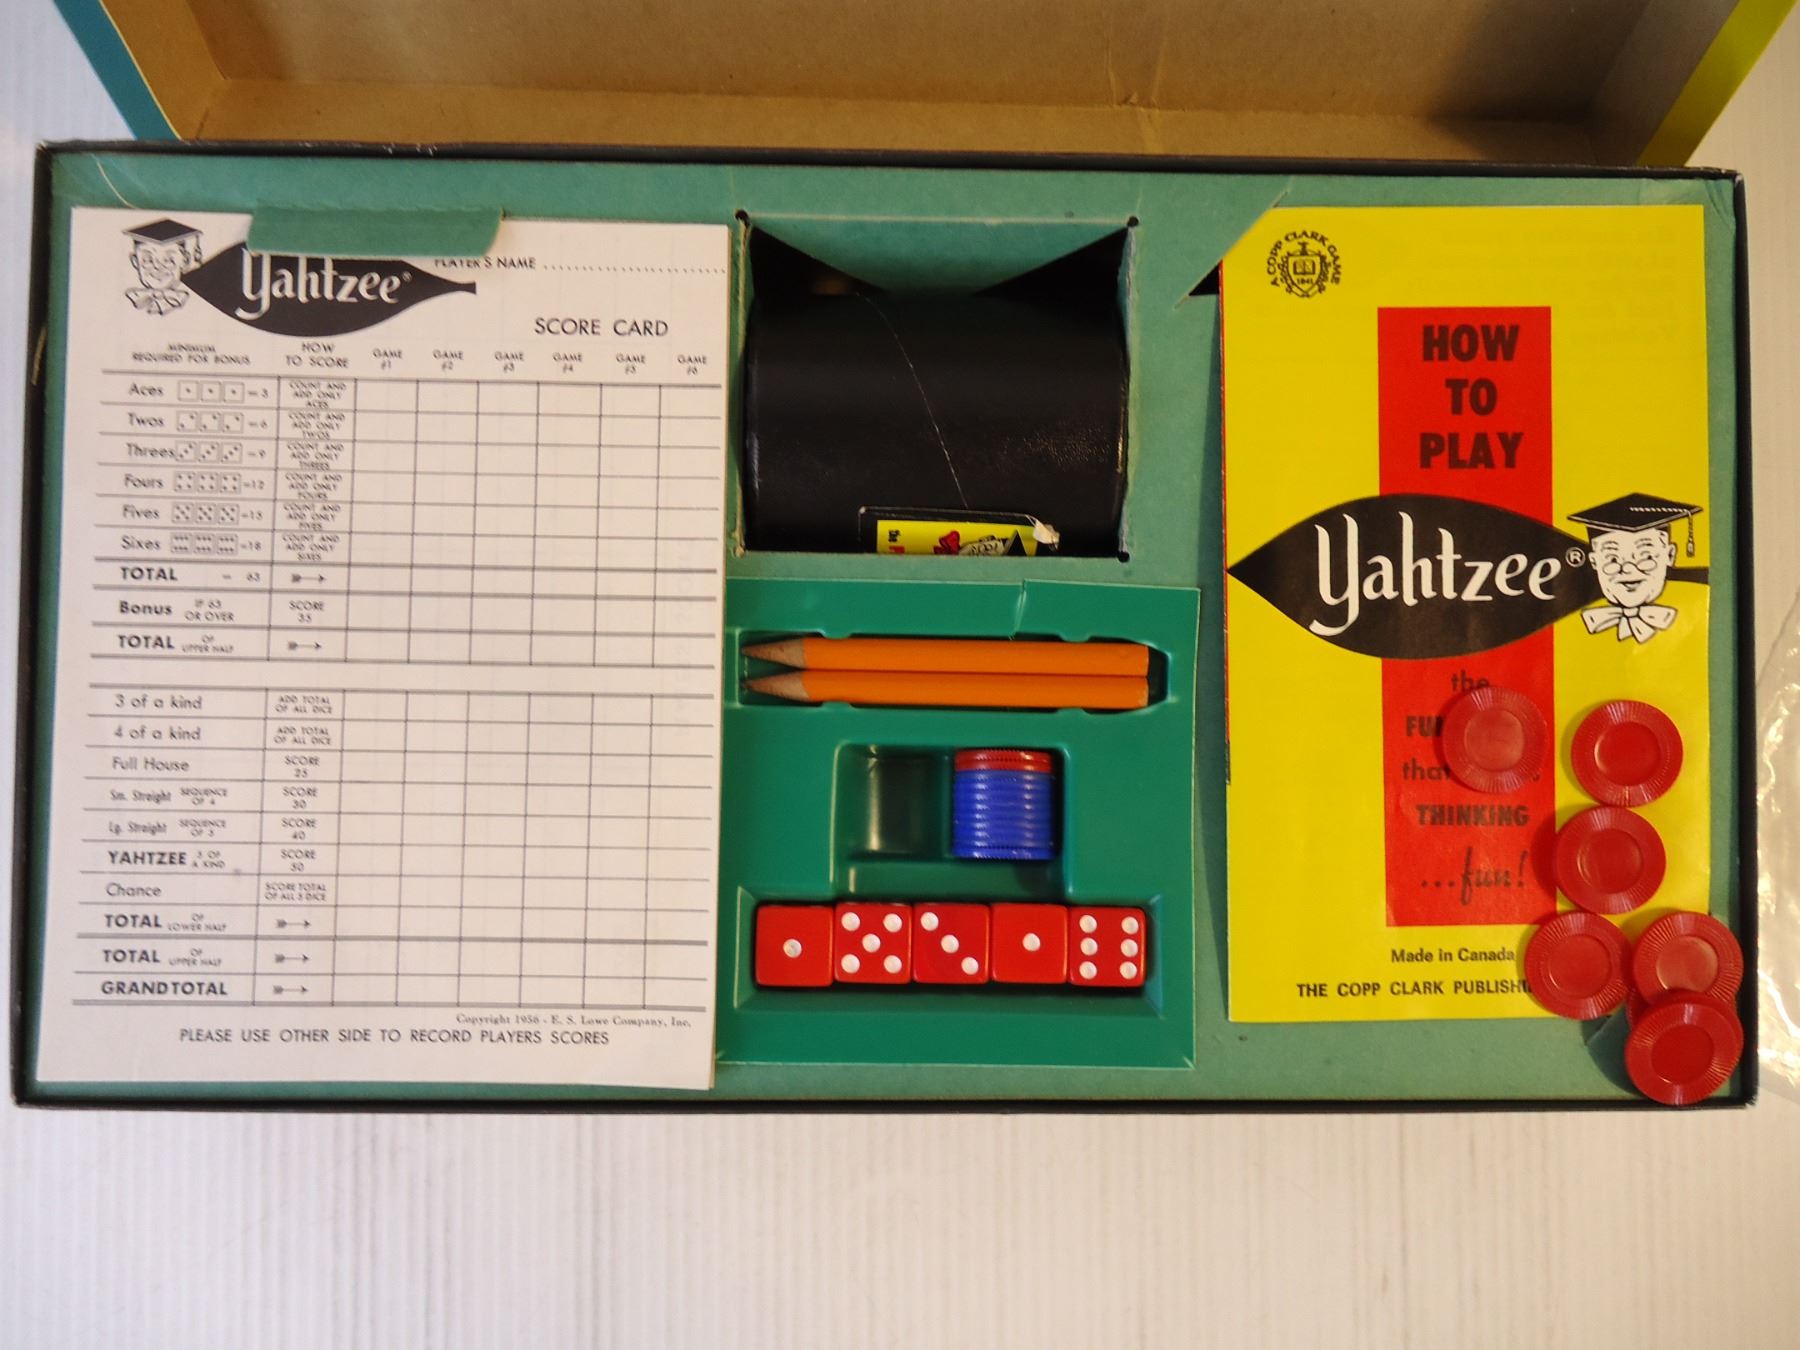 Yahtzee®
PLAYER'S NAME
SCORE CARD
MINIMUM REQUIRED FOR BONUS
HOW TO SCORE
GAME #1
GAME #2
GAME #3
GAME #4
GAME #5
GAME #6
Aces = 3 COUNT AND ADD ONLY ACES
Twos = 6 COUNT AND ADD ONLY TWOS
Threes = 9 COUNT AND ADD ONLY THREES
Fours = 12 COUNT AND ADD ONLY FOURS
Fives = 15 COUNT AND ADD ONLY FIVES
Sixes = 18 COUNT AND ADD ONLY SIXES
TOTAL = 63
Bonus IF 63 OR OVER SCORE 35
TOTAL OF UPPER HALF
3 of a kind ADD TOTAL OF ALL DICE
4 of a kind ADD TOTAL OF ALL DICE
Full House SCORE 25
Sm. Straight SEQUENCE OF 4 SCORE 30
Lg. Straight SEQUENCE OF 5 SCORE 40
YAHTZEE 5 OF A KIND SCORE 50
Chance SCORE TOTAL OF ALL 5 DICE
TOTAL OF LOWER HALF
TOTAL OF UPPER HALF
GRAND TOTAL
Copyright 1956 - E. S. Lowe Company, Inc.
PLEASE USE OTHER SIDE TO RECORD PLAYERS SCORES
the
A COPP CLARK GAME
1841
HOW
TO
PLAY
Yahtzee®
the
FU
that
THINKING
...fun!
Made in Canada
THE COPP CLARK PUBLISHI